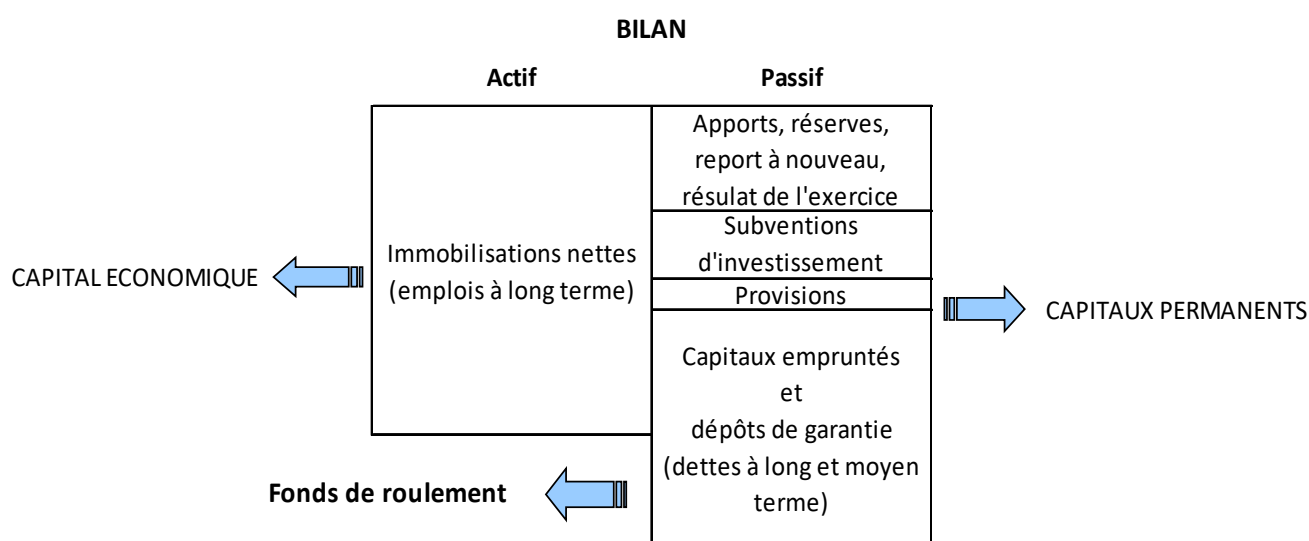 BILAN
Actif
Passif
Apports, réserves,
report à nouveau,
résulat de l'exercice
Subventions
d'investissement
Immobilisations nettes
(emplois à long terme)
CAPITAL ECONOMIQUE
Provisions
CAPITAUX PERMANENTS
Capitaux empruntés
et
dépôts de garantie
(dettes à long et moyen
terme)
Fonds de roulement